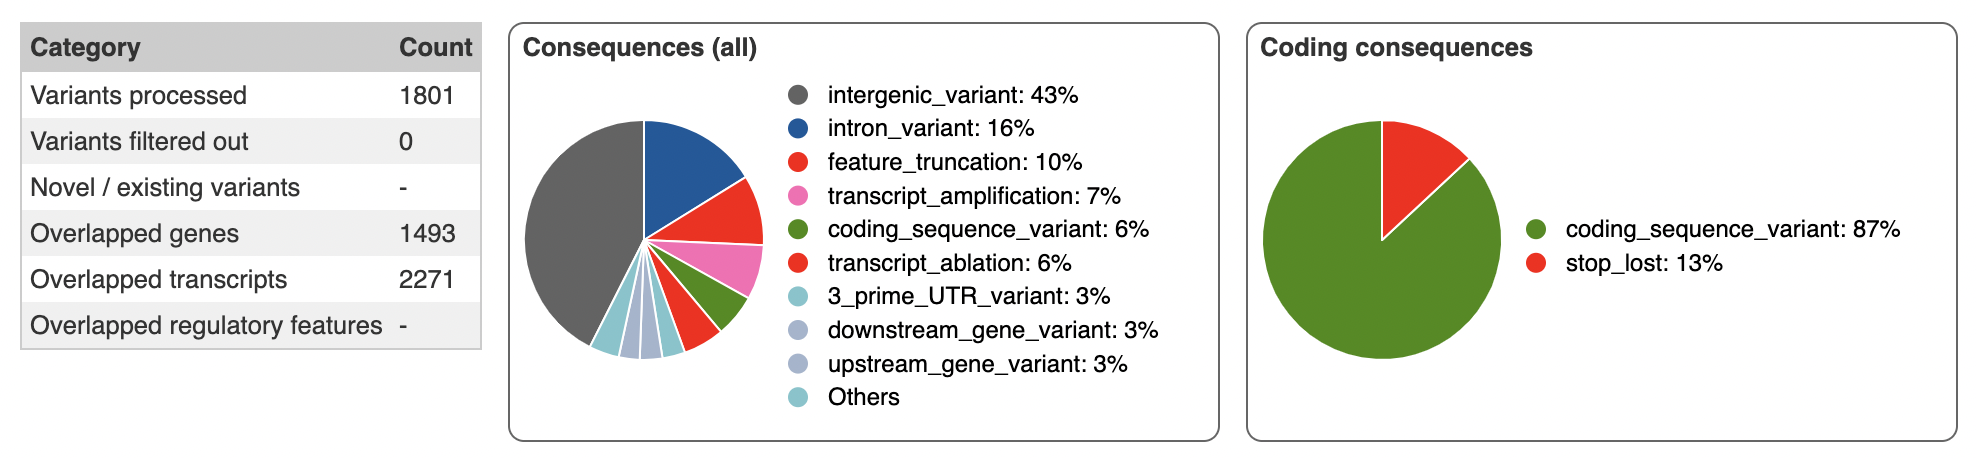 Category Count
Variants processed 1801
Variants filtered out 0
Novel / existing variants -
Overlapped genes 1493
Overlapped transcripts 2271
Overlapped regulatory features -
Consequences (all)
intergenic_variant: 43%
intron_variant: 16%
feature_truncation: 10%
transcript_amplification: 7%
coding_sequence_variant: 6%
transcript_ablation: 6%
3_prime_UTR_variant: 3%
downstream_gene_variant: 3%
upstream_gene_variant: 3%
Others
Coding consequences
coding_sequence_variant: 87%
stop_lost: 13%